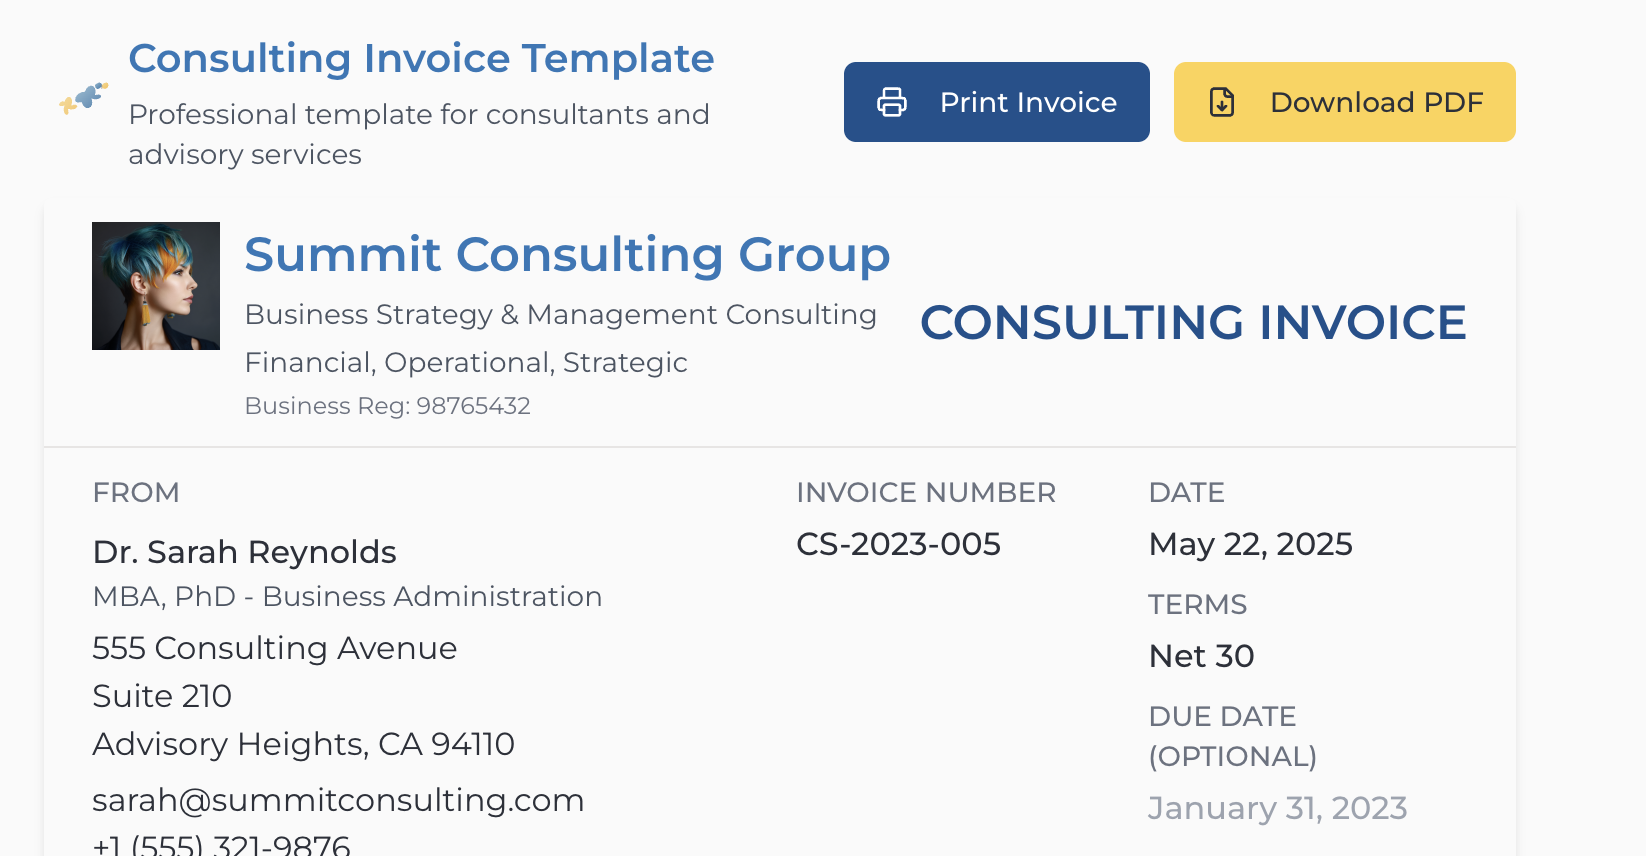 Consulting Invoice Template
Professional template for consultants and
advisory services
Print Invoice
Download PDF
Summit Consulting Group
Business Strategy & Management Consulting
Financial, Operational, Strategic
Business Reg: 98765432
CONSULTING INVOICE
FROM
Dr. Sarah Reynolds
MBA, PhD - Business Administration
555 Consulting Avenue
Suite 210
Advisory Heights, CA 94110
sarah@summitconsulting.com
+1 (555) 321-9876
INVOICE NUMBER
CS-2023-005
DATE
May 22, 2025
TERMS
Net 30
DUE DATE
(OPTIONAL)
January 31, 2023